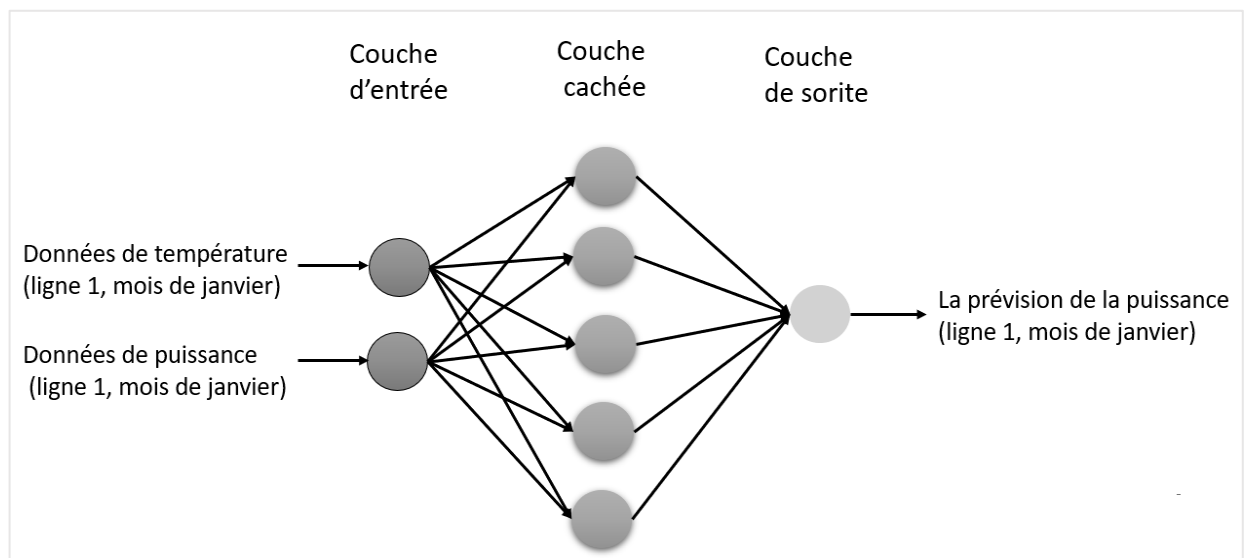 Couche
d’entrée
Couche
cachée
Couche
de sorite
Données de température
(ligne 1, mois de janvier)
Données de puissance
(ligne 1, mois de janvier)
La prévision de la puissance
(ligne 1, mois de janvier)